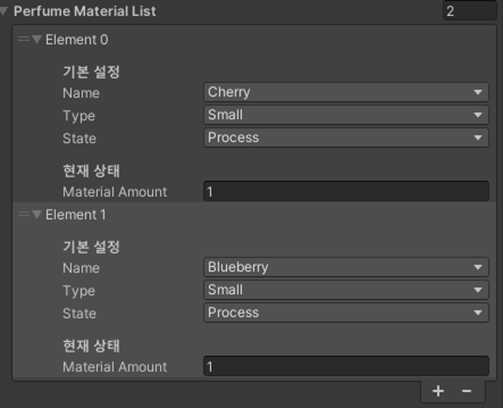 Perfume Material List 2
Element 0
기본 설정
Name Cherry
Type Small
State Process
현재 상태
Material Amount 1
Element 1
기본 설정
Name Blueberry
Type Small
State Process
현재 상태
Material Amount 1
+ −